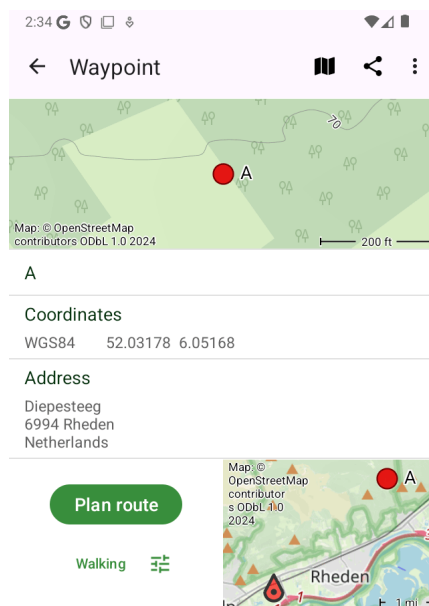 2:34
Waypoint
70
A
Map: © OpenStreetMap
contributors ODbL 1.0 2024
200 ft
A
Coordinates
WGS84 52.03178 6.05168
Address
Diepesteeg
6994 Rheden
Netherlands
Plan route
Walking
Map: ©
OpenStreetMap
contributor
s ODbL 1.0
2024
A
Rheden
1
1 mi